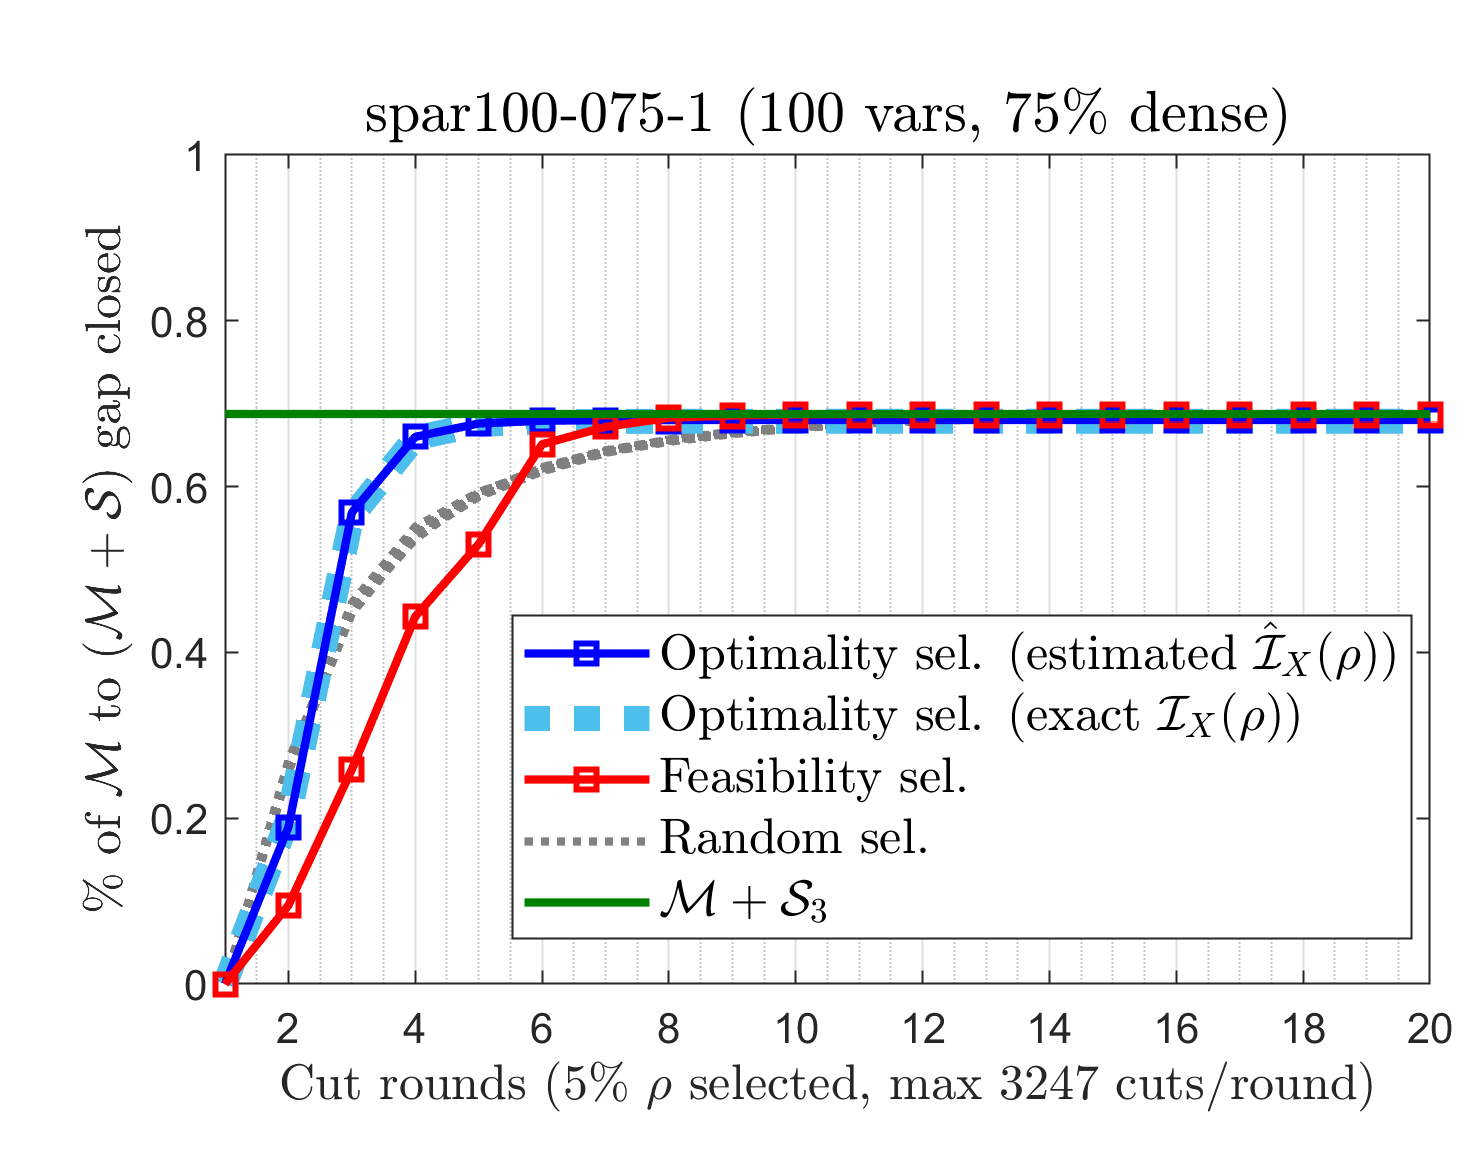 spar100-075-1 (100 vars, 75% dense)
% of ℳ to (ℳ + 𝒮) gap closed
1
0.8
0.6
0.4
0.2
0
Optimality sel. (estimated ℐ̂_X(ρ))
Optimality sel. (exact ℐ_X(ρ))
Feasibility sel.
Random sel.
ℳ + 𝒮₃
2 4 6 8 10 12 14 16 18 20
Cut rounds (5% ρ selected, max 3247 cuts/round)